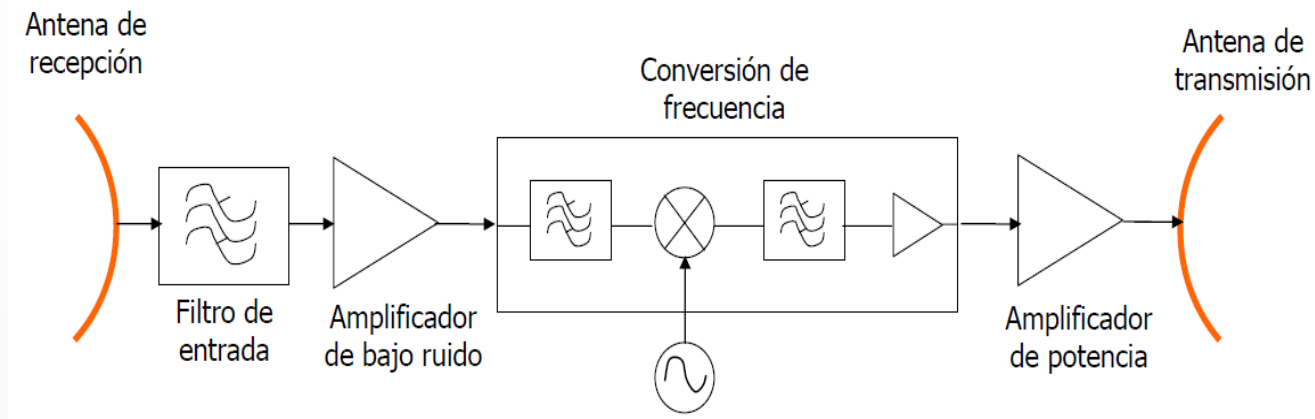 Antena de
recepción
Filtro de
entrada
Amplificador
de bajo ruido
Conversión de
frecuencia
Amplificador
de potencia
Antena de
transmisión